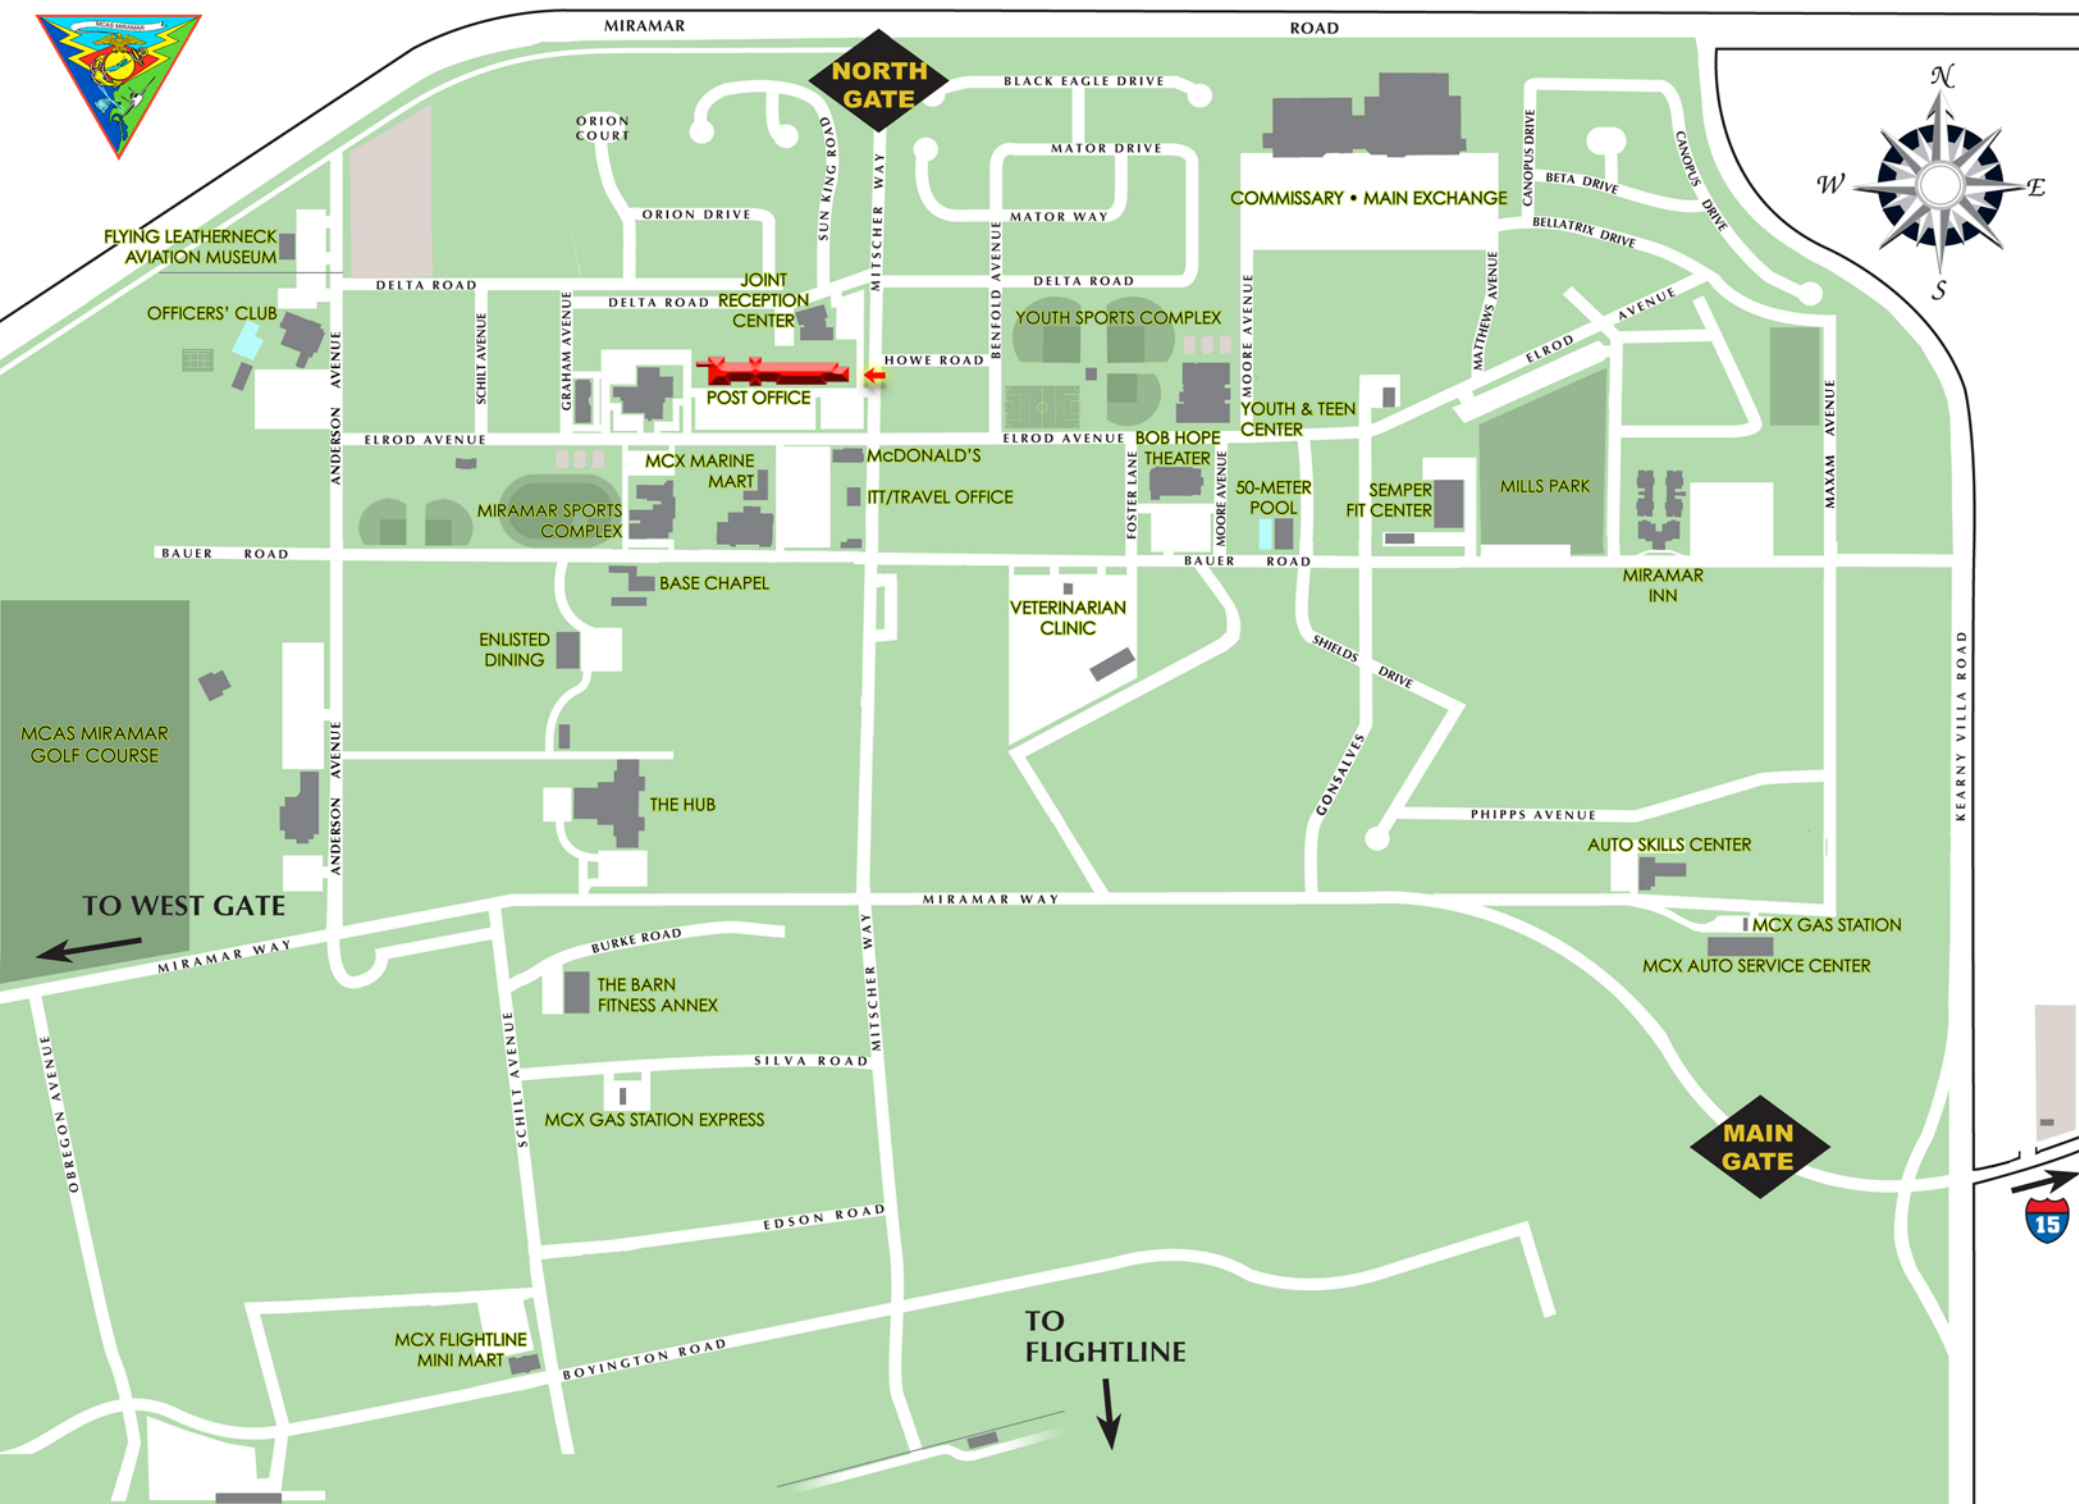 MCAS MIRAMAR
MIRAMAR ROAD
NORTH
GATE
BLACK EAGLE DRIVE
ORION
COURT
SUN KING ROAD
MITSCHER WAY
MATOR DRIVE
CANOPUS DRIVE
CANOPUS DRIVE
BETA DRIVE
N
W
E
S
COMMISSARY • MAIN EXCHANGE
ORION DRIVE
MATOR WAY
BELLATRIX DRIVE
FLYING LEATHERNECK
AVIATION MUSEUM
BENFOLD AVENUE
DELTA ROAD
DELTA ROAD
DELTA ROAD
JOINT
RECEPTION
CENTER
MOORE AVENUE
MATTHEWS AVENUE
OFFICERS' CLUB
YOUTH SPORTS COMPLEX
ELROD AVENUE
ANDERSON AVENUE
SCHILT AVENUE
GRAHAM AVENUE
HOWE ROAD
POST OFFICE
YOUTH & TEEN
CENTER
MAXAM AVENUE
ELROD AVENUE
ELROD AVENUE
BOB HOPE
THEATER
McDONALD'S
MCX MARINE
MART
ITT/TRAVEL OFFICE
FOSTER LANE
MOORE AVENUE
50-METER
POOL
SEMPER
FIT CENTER
MILLS PARK
MIRAMAR SPORTS
COMPLEX
BAUER ROAD
BAUER ROAD
MIRAMAR
INN
BASE CHAPEL
VETERINARIAN
CLINIC
ENLISTED
DINING
SHIELDS DRIVE
KEARNY VILLA ROAD
MCAS MIRAMAR
GOLF COURSE
ANDERSON AVENUE
THE HUB
GONSALVES
PHIPPS AVENUE
AUTO SKILLS CENTER
TO WEST GATE
MIRAMAR WAY
MIRAMAR WAY
MCX GAS STATION
MCX AUTO SERVICE CENTER
BURKE ROAD
MITSCHER WAY
THE BARN
FITNESS ANNEX
OBREGON AVENUE
SCHILT AVENUE
SILVA ROAD
MCX GAS STATION EXPRESS
MAIN
GATE
15
EDSON ROAD
TO
FLIGHTLINE
MCX FLIGHTLINE
MINI MART
BOYINGTON ROAD